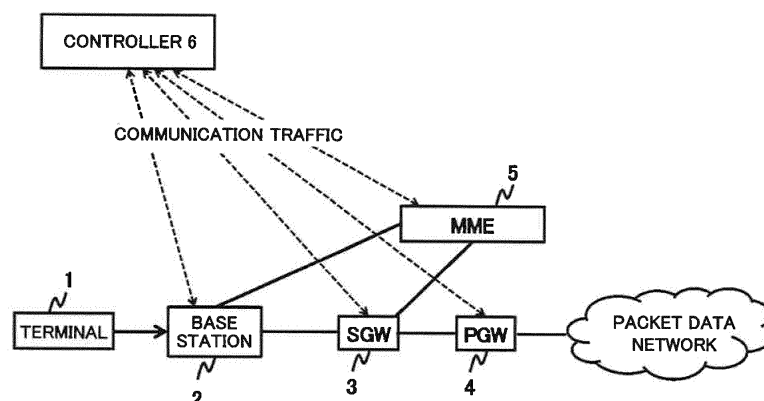 CONTROLLER 6
COMMUNICATION TRAFFIC
5
MME
1
TERMINAL
BASE
STATION
2
SGW
3
PGW
4
PACKET DATA
NETWORK